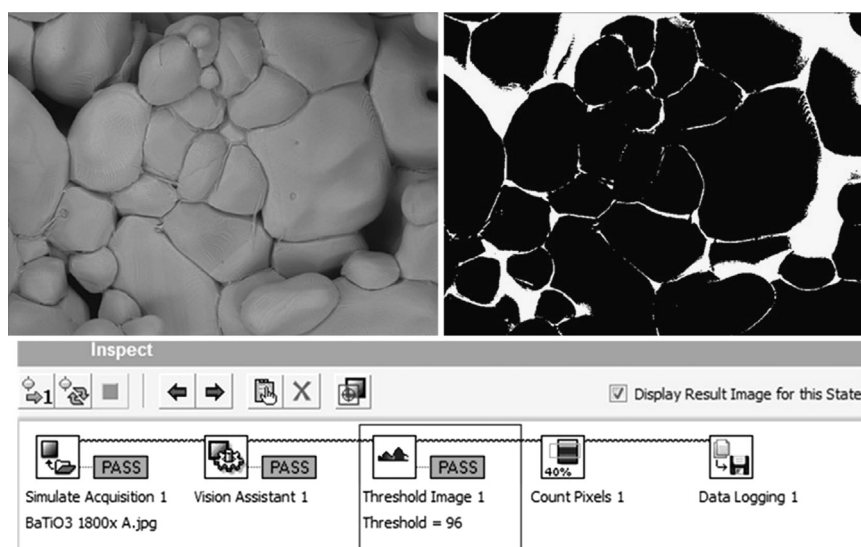 Inspect
1
Display Result Image for this State
PASS PASS PASS 40%
Simulate Acquisition 1 Vision Assistant 1 Threshold Image 1 Count Pixels 1 Data Logging 1
BaTiO3 1800x A.jpg Threshold = 96